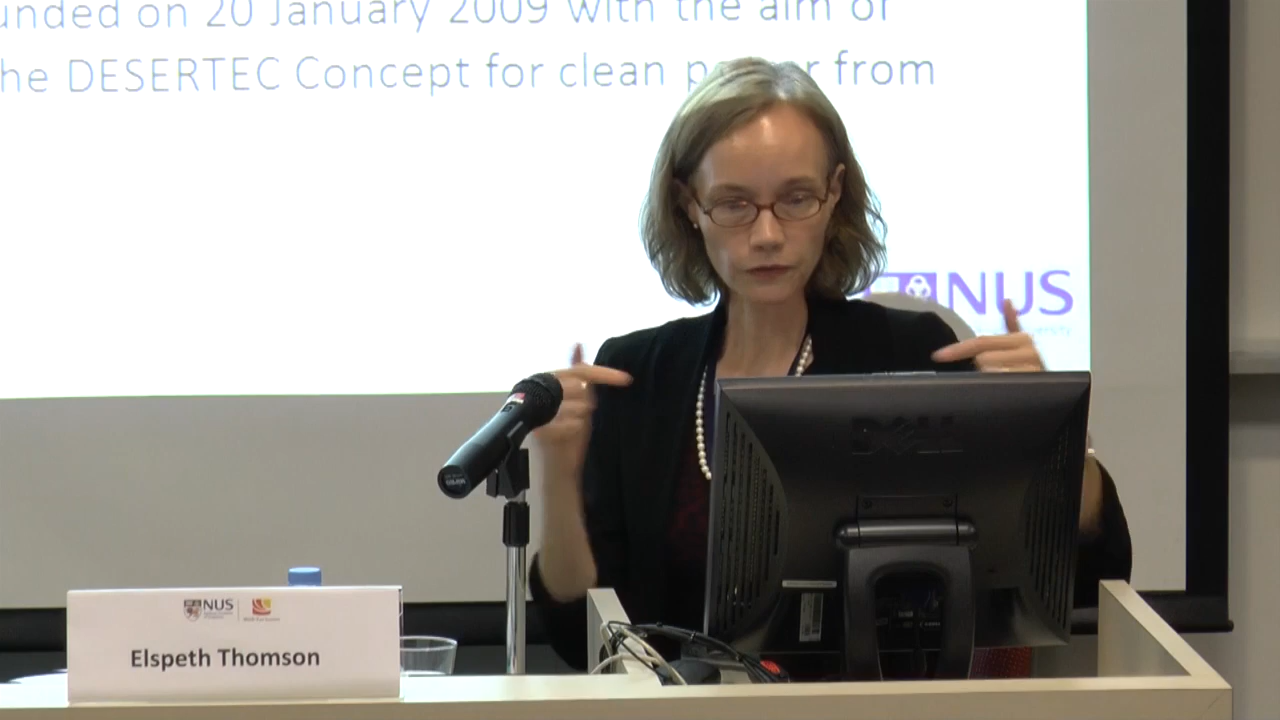 unded on 20 January 2009 with the aim of
he DESERTEC Concept for clean from
NUS
DELL
NUS
Elspeth Thomson